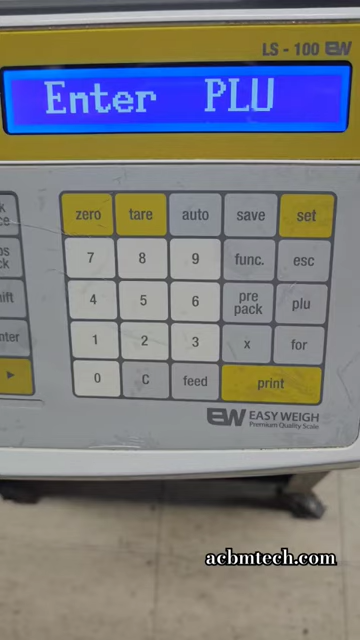 LS - 100 EW
Enter PLU
zero tare auto save set
7 8 9 func. esc
4 5 6 pre pack plu
1 2 3 x for
0 C feed print
EW EASY WEIGH
Premium Quality Scale
acbmtech.com